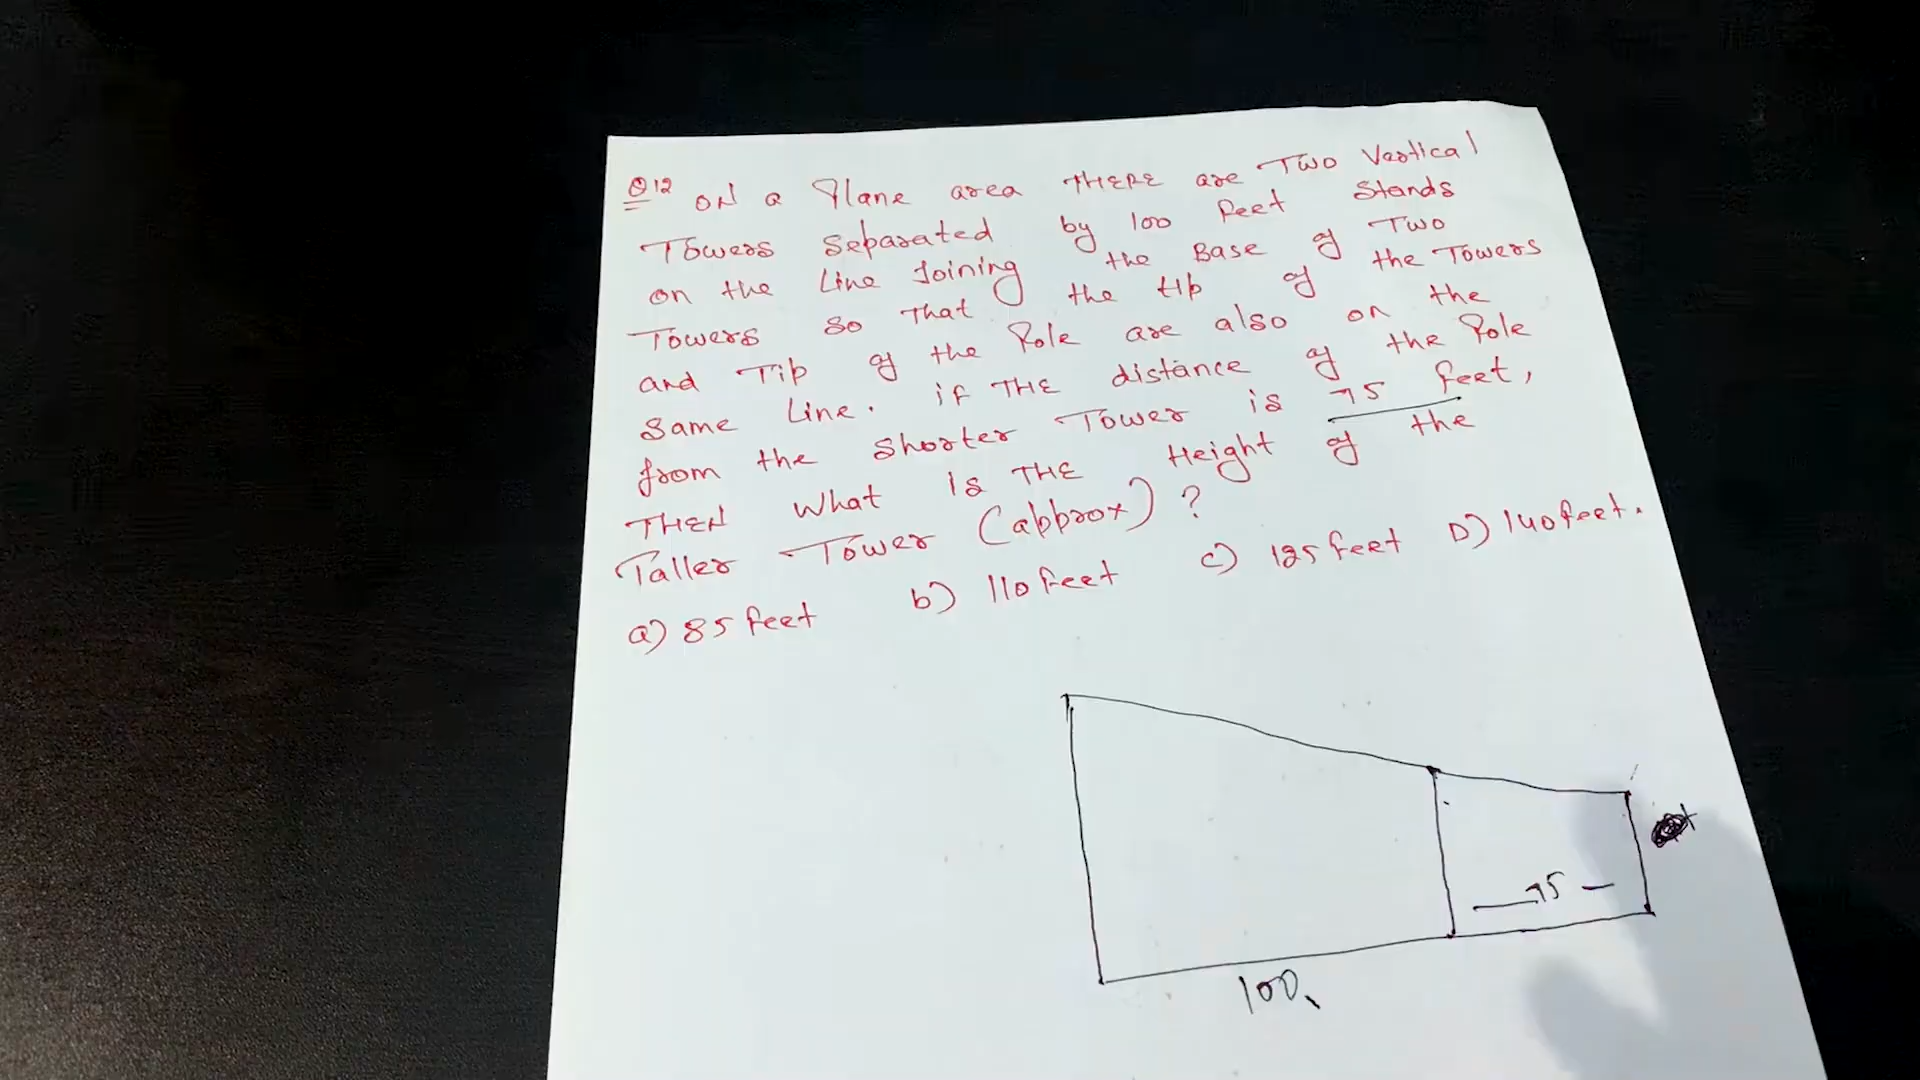 Q12 ON a Plane area THERE are Two Vertical
Towers Separated by 100 feet Stands
on the Line Joining the Base of Two
Towers so That the tip of the Towers
and Tip of the Pole are also on the
Same Line. if THE distance of the Pole
from the Shorter Tower is 75 feet,
THEN What is THE Height of the
Taller Tower (approx) ?
a) 85 feet b) 110 feet c) 125 feet D) 140 feet.
75
100